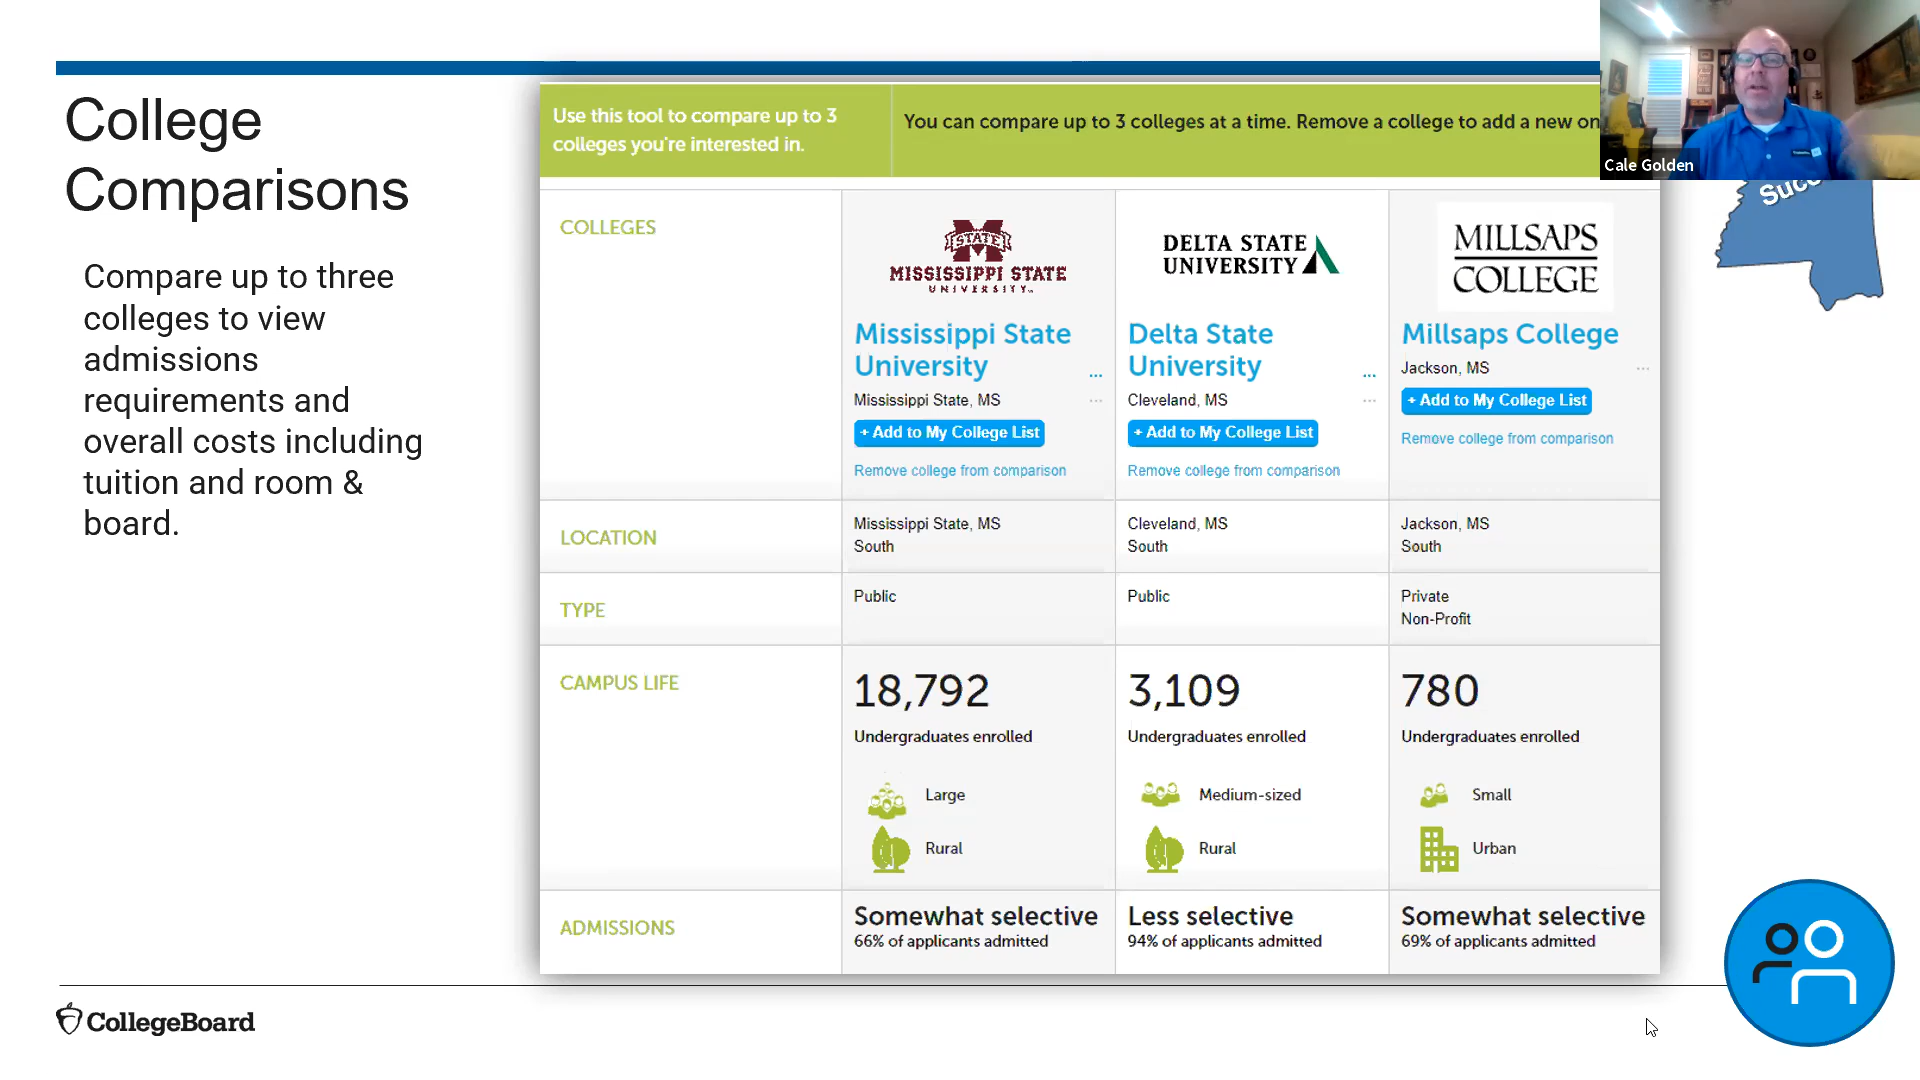 College
Comparisons
Compare up to three
colleges to view
admissions
requirements and
overall costs including
tuition and room &
board.
Use this tool to compare up to 3
colleges you're interested in.
You can compare up to 3 colleges at a time. Remove a college to add a new on
Cale Golden
COLLEGES
STATE
MISSISSIPPI STATE
UNIVERSITY
Mississippi State
University
...
Mississippi State, MS
...
+ Add to My College List
Remove college from comparison
DELTA STATE
UNIVERSITY
Delta State
University
...
Cleveland, MS
...
+ Add to My College List
Remove college from comparison
MILLSAPS
COLLEGE
Millsaps College
Jackson, MS
...
+ Add to My College List
Remove college from comparison
LOCATION
Mississippi State, MS
South
Cleveland, MS
South
Jackson, MS
South
TYPE
Public
Public
Private
Non-Profit
CAMPUS LIFE
18,792
Undergraduates enrolled
Large
Rural
3,109
Undergraduates enrolled
Medium-sized
Rural
780
Undergraduates enrolled
Small
Urban
ADMISSIONS
Somewhat selective
66% of applicants admitted
Less selective
94% of applicants admitted
Somewhat selective
69% of applicants admitted
CollegeBoard